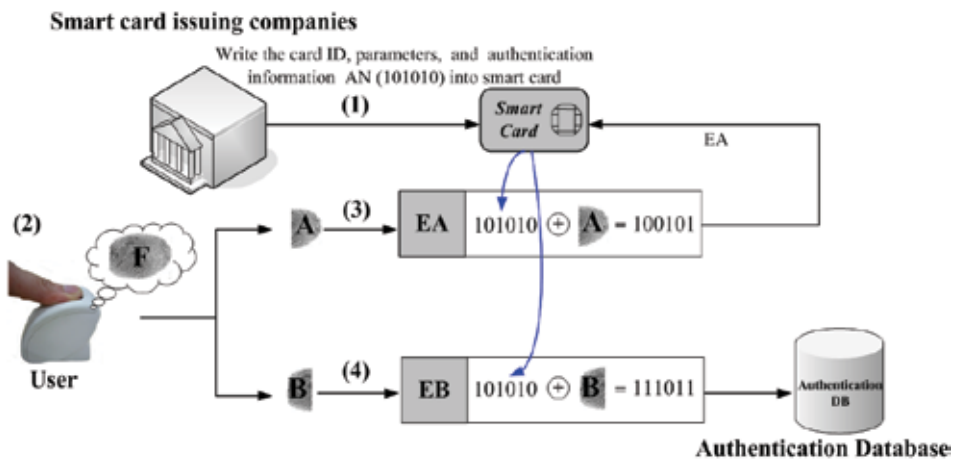 Smart card issuing companies
Write the card ID, parameters, and authentication
information AN (101010) into smart card
(1)
Smart
Card
EA
(2)
F
A
(3)
EA
101010 ⊕ A = 100101
User
B
(4)
EB
101010 ⊕ B = 111011
Authentication
DB
Authentication Database